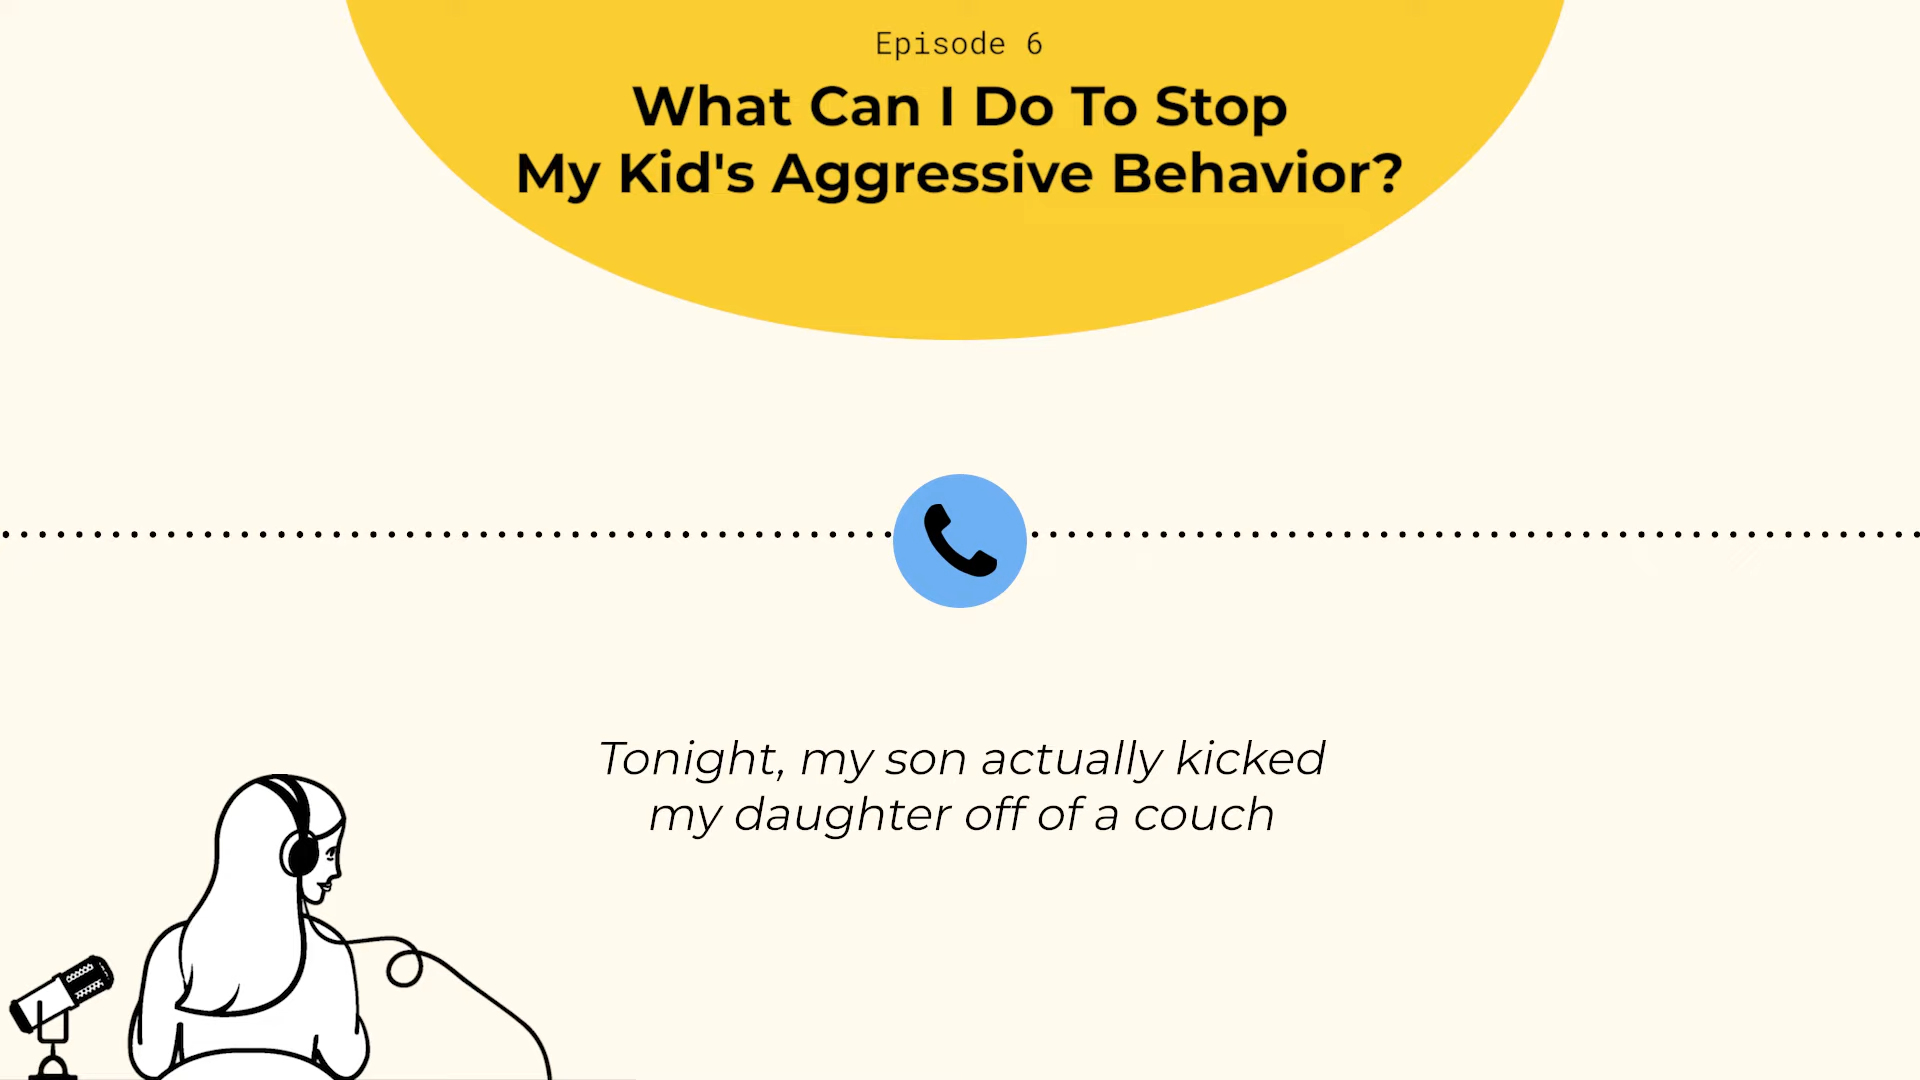 Episode 6
What Can I Do To Stop
My Kid's Aggressive Behavior?
Tonight, my son actually kicked
my daughter off of a couch